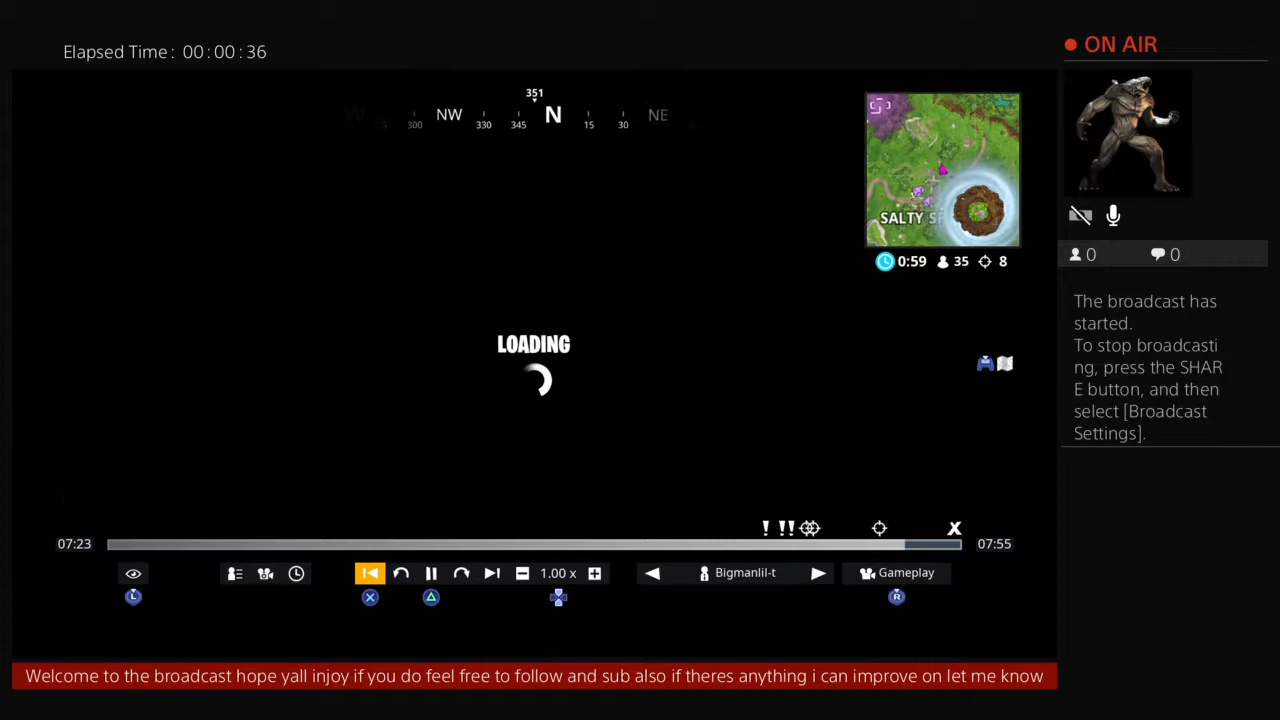 Elapsed Time: 00:00:36
ON AIR
351
W NW N NE
300 330 345 15 30
SALTY S
0:59 35 8
0 0
The broadcast has
started.
To stop broadcasti
ng, press the SHAR
E button, and then
select [Broadcast
Settings].
LOADING
! !! X
07:23 07:55
1.00 x Bigmanlil-t Gameplay
L R
Welcome to the broadcast hope yall injoy if you do feel free to follow and sub also if theres anything i can improve on let me know